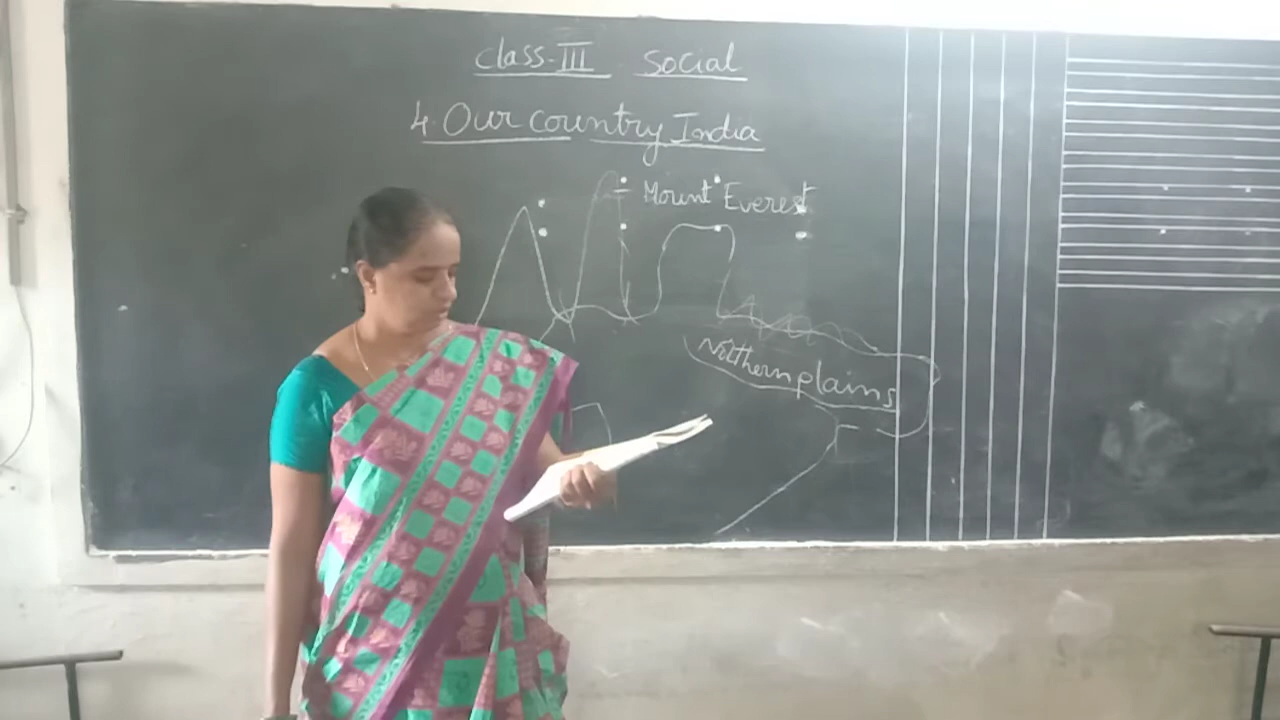 Class-III Social
4. Our country India
Mount Everest
Northern plains